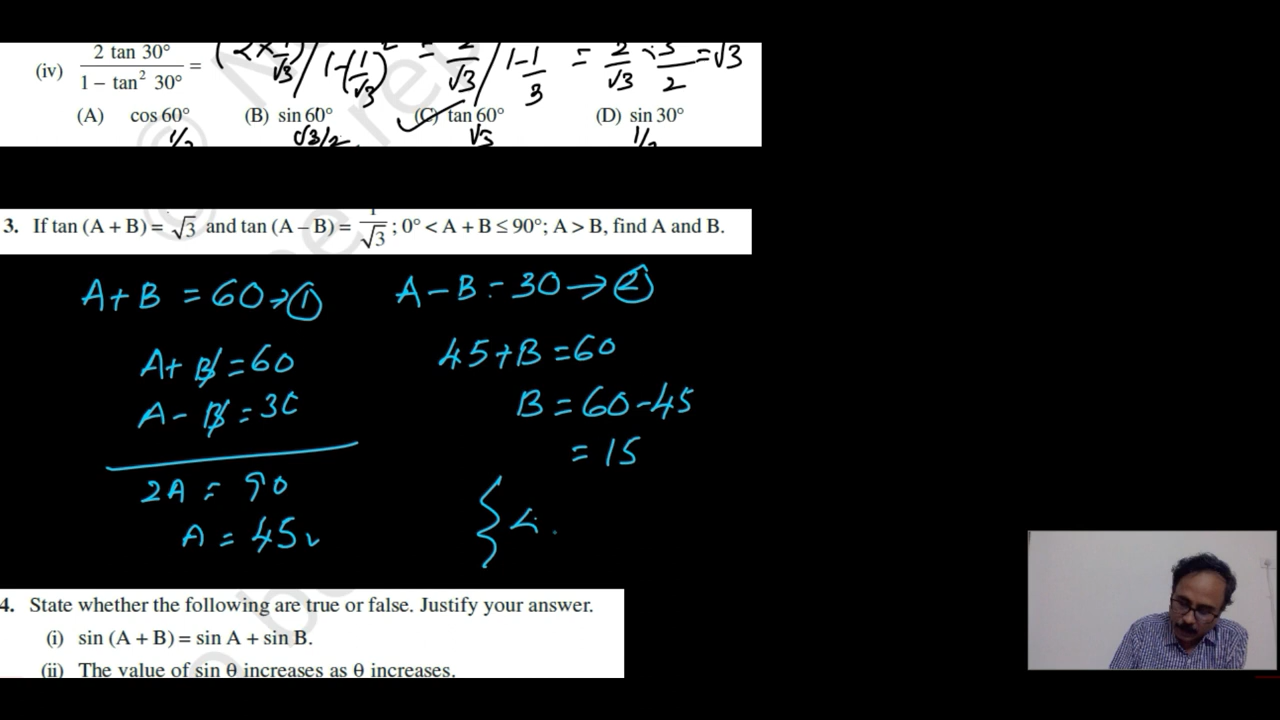 (iv) 2 tan 30° / 1 – tan² 30° = (2×1/√3)/1-(1/√3)² = 2/√3 / 1-1/3 = 2/√3 × 3/2 = √3
(A) cos 60° (B) sin 60° (C) tan 60° (D) sin 30°
1/2 √3/2 √3 1/2
3. If tan (A + B) = √3 and tan (A – B) = 1/√3 ; 0° < A + B ≤ 90°; A > B, find A and B.
A+B = 60 → ① A-B = 30 → ②
A+B = 60
A-B = 30
2A = 90
A = 45
45+B = 60
B = 60-45
= 15
4. State whether the following are true or false. Justify your answer.
(i) sin (A + B) = sin A + sin B.
(ii) The value of sin θ increases as θ increases.